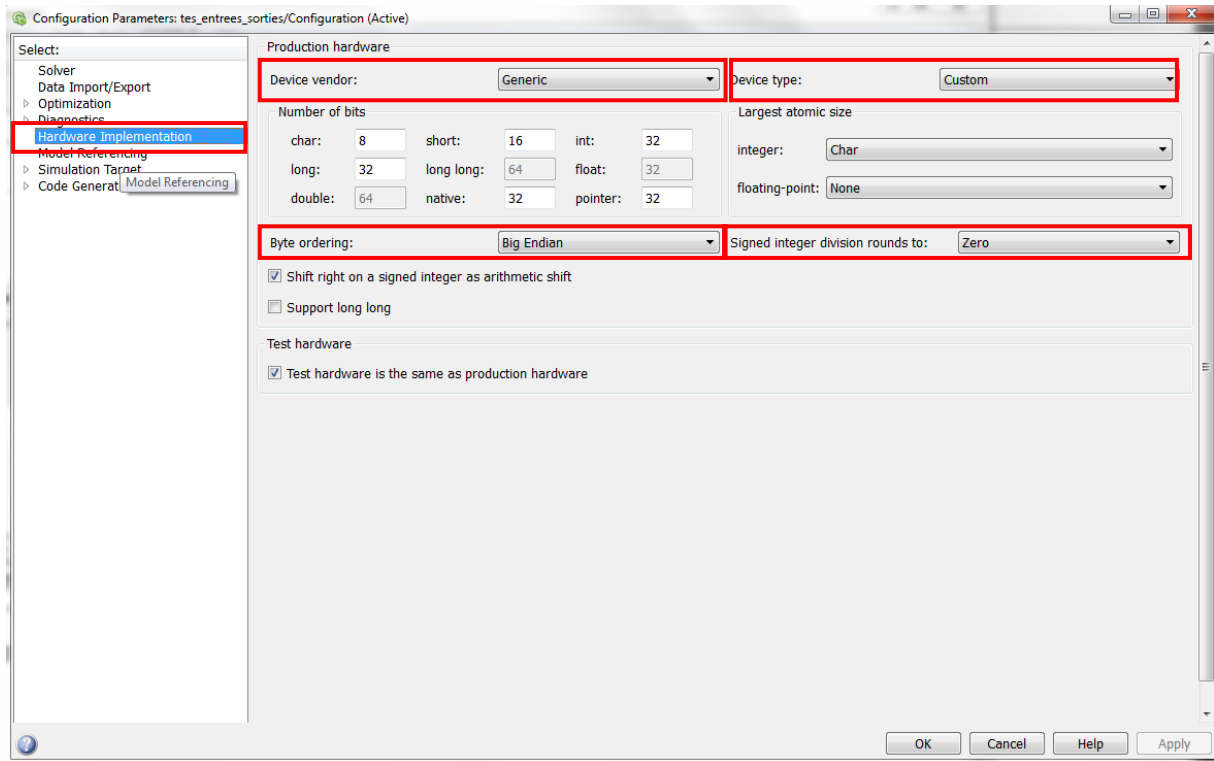 Configuration Parameters: tes_entrees_sorties/Configuration (Active)
Select:
Solver
Data Import/Export
Optimization
Diagnostics
Hardware Implementation
Model Referencing
Simulation Target
Code Generat
Model Referencing
Production hardware
Device vendor: Generic Device type: Custom
Number of bits Largest atomic size
char: 8 short: 16 int: 32
integer: Char
long: 32 long long: 64 float: 32
floating-point: None
double: 64 native: 32 pointer: 32
Byte ordering: Big Endian Signed integer division rounds to: Zero
Shift right on a signed integer as arithmetic shift
Support long long
Test hardware
Test hardware is the same as production hardware
OK Cancel Help Apply